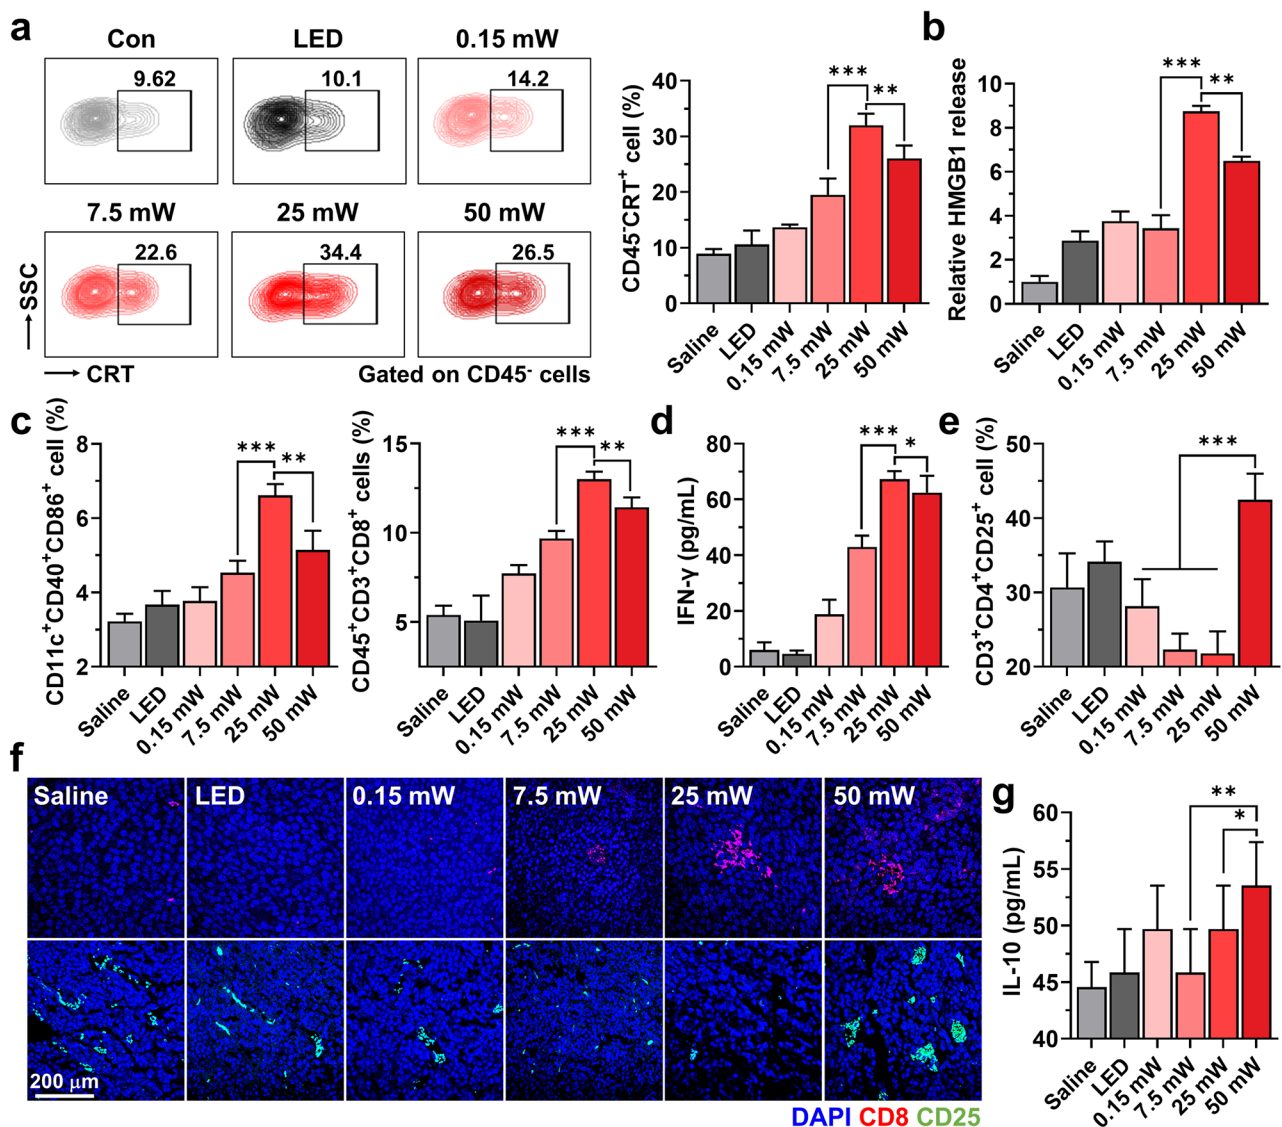 a
Con
LED
0.15 mW
9.62
10.1
14.2
7.5 mW
25 mW
50 mW
22.6
34.4
26.5
SSC
CRT
Gated on CD45⁻ cells
CD45⁻CRT⁺ cell (%)
40
30
20
10
0
***
**
Saline
LED
0.15 mW
7.5 mW
25 mW
50 mW
b
Relative HMGB1 release
10
8
6
4
2
0
***
**
Saline
LED
0.15 mW
7.5 mW
25 mW
50 mW
c
CD11c⁺CD40⁺CD86⁺ cell (%)
8
6
4
2
***
**
Saline
LED
0.15 mW
7.5 mW
25 mW
50 mW
CD45⁺CD3⁺CD8⁺ cells (%)
15
10
5
***
**
Saline
LED
0.15 mW
7.5 mW
25 mW
50 mW
d
IFN-γ (pg/mL)
80
60
40
20
0
***
*
Saline
LED
0.15 mW
7.5 mW
25 mW
50 mW
e
CD3⁺CD4⁺CD25⁺ cell (%)
50
40
30
20
***
Saline
LED
0.15 mW
7.5 mW
25 mW
50 mW
f
Saline
LED
0.15 mW
7.5 mW
25 mW
50 mW
200 μm
DAPI CD8 CD25
g
IL-10 (pg/mL)
60
55
50
45
40
**
*
Saline
LED
0.15 mW
7.5 mW
25 mW
50 mW